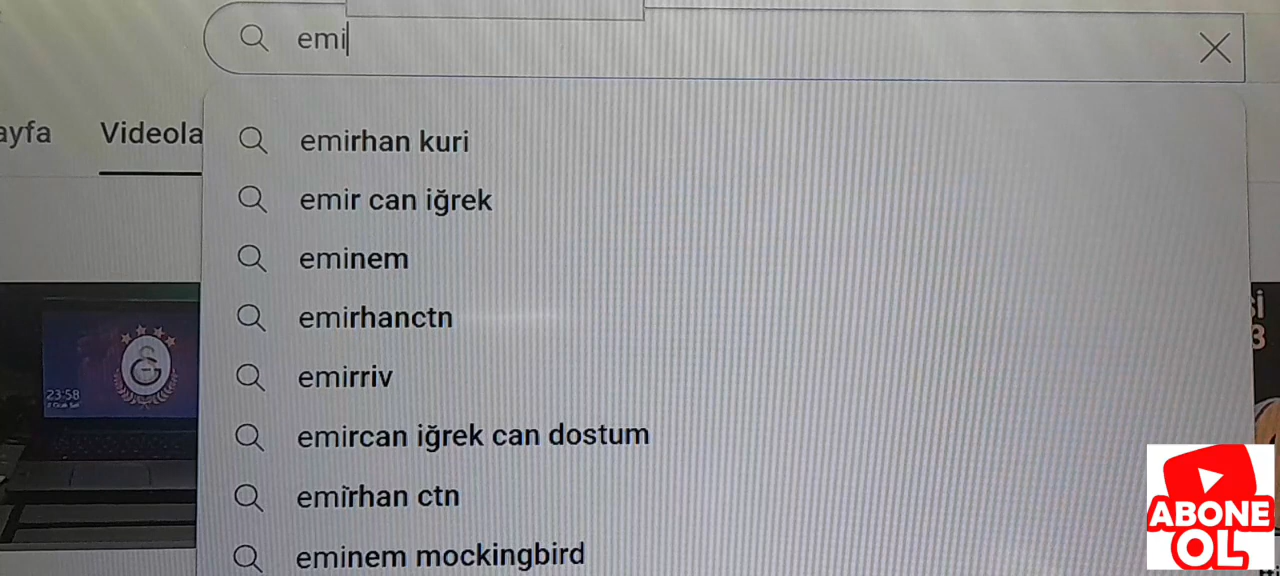 emi
ayfa
Videola
emirhan kuri
emir can iğrek
eminem
emirhanctn
emirriv
emircan iğrek can dostum
emirhan ctn
eminem mockingbird
23:58
ABONE
OL